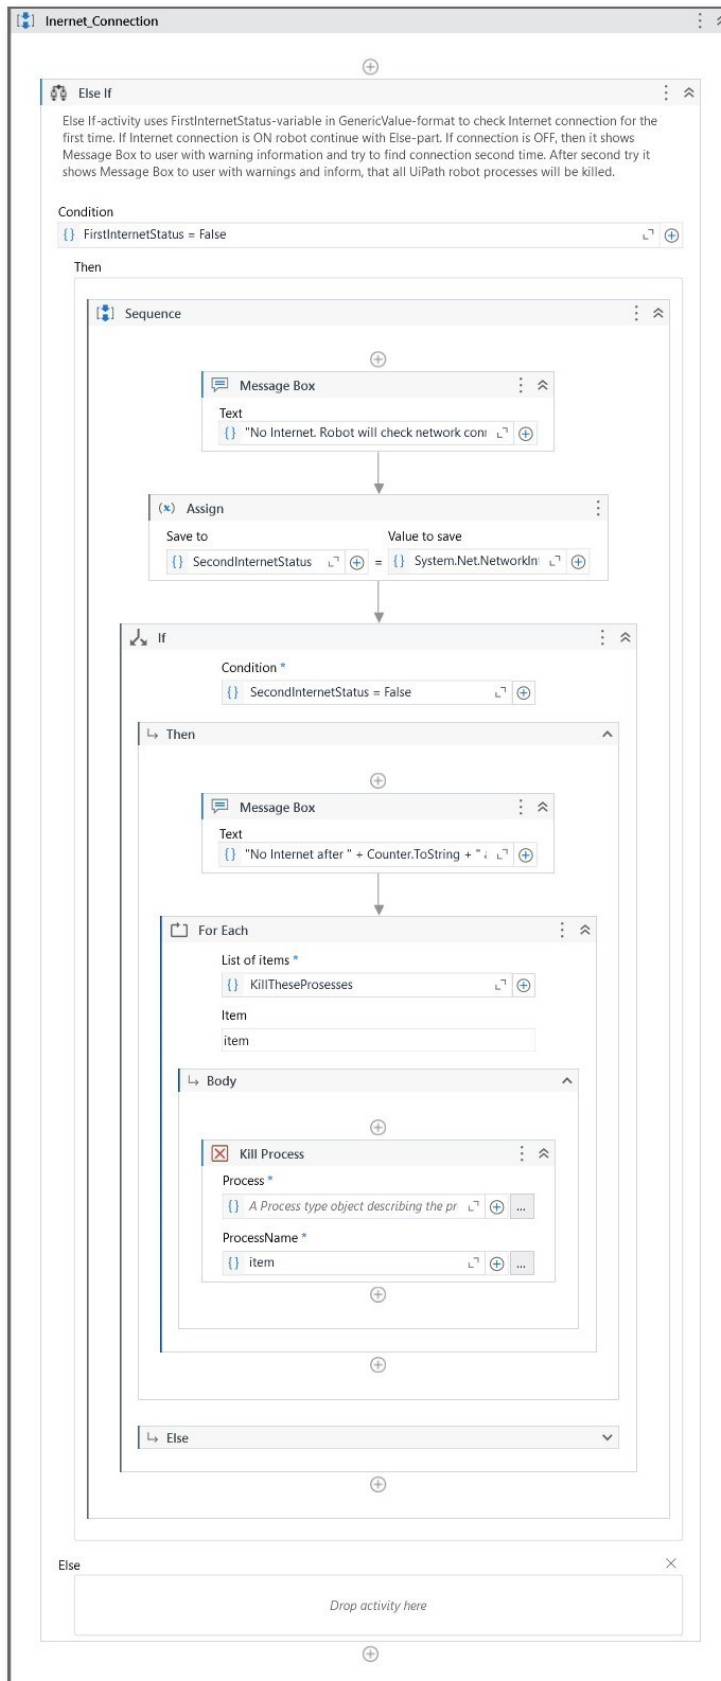 Inernet_Connection
Else If
Else If-activity uses FirstInternetStatus-variable in GenericValue-format to check Internet connection for the
first time. If Internet connection is ON robot continue with Else-part. If connection is OFF, then it shows
Message Box to user with warning information and try to find connection second time. After second try it
shows Message Box to user with warnings and inform, that all UiPath robot processes will be killed.
Condition
{} FirstInternetStatus = False
Then
Sequence
Message Box
Text
{} "No Internet. Robot will check network
(x) Assign
Save to Value to save
{} SecondInternetStatus = {} System.Net.NetworkIn
If
Condition *
{} SecondInternetStatus = False
Then
Message Box
Text
{} "No Internet after " + Counter.ToString + "
For Each
List of items *
{} KillTheseProsesses
Item
item
Body
Kill Process
Process *
{} A Process type object describing the pr ...
ProcessName *
{} item ...
Else
Else
Drop activity here